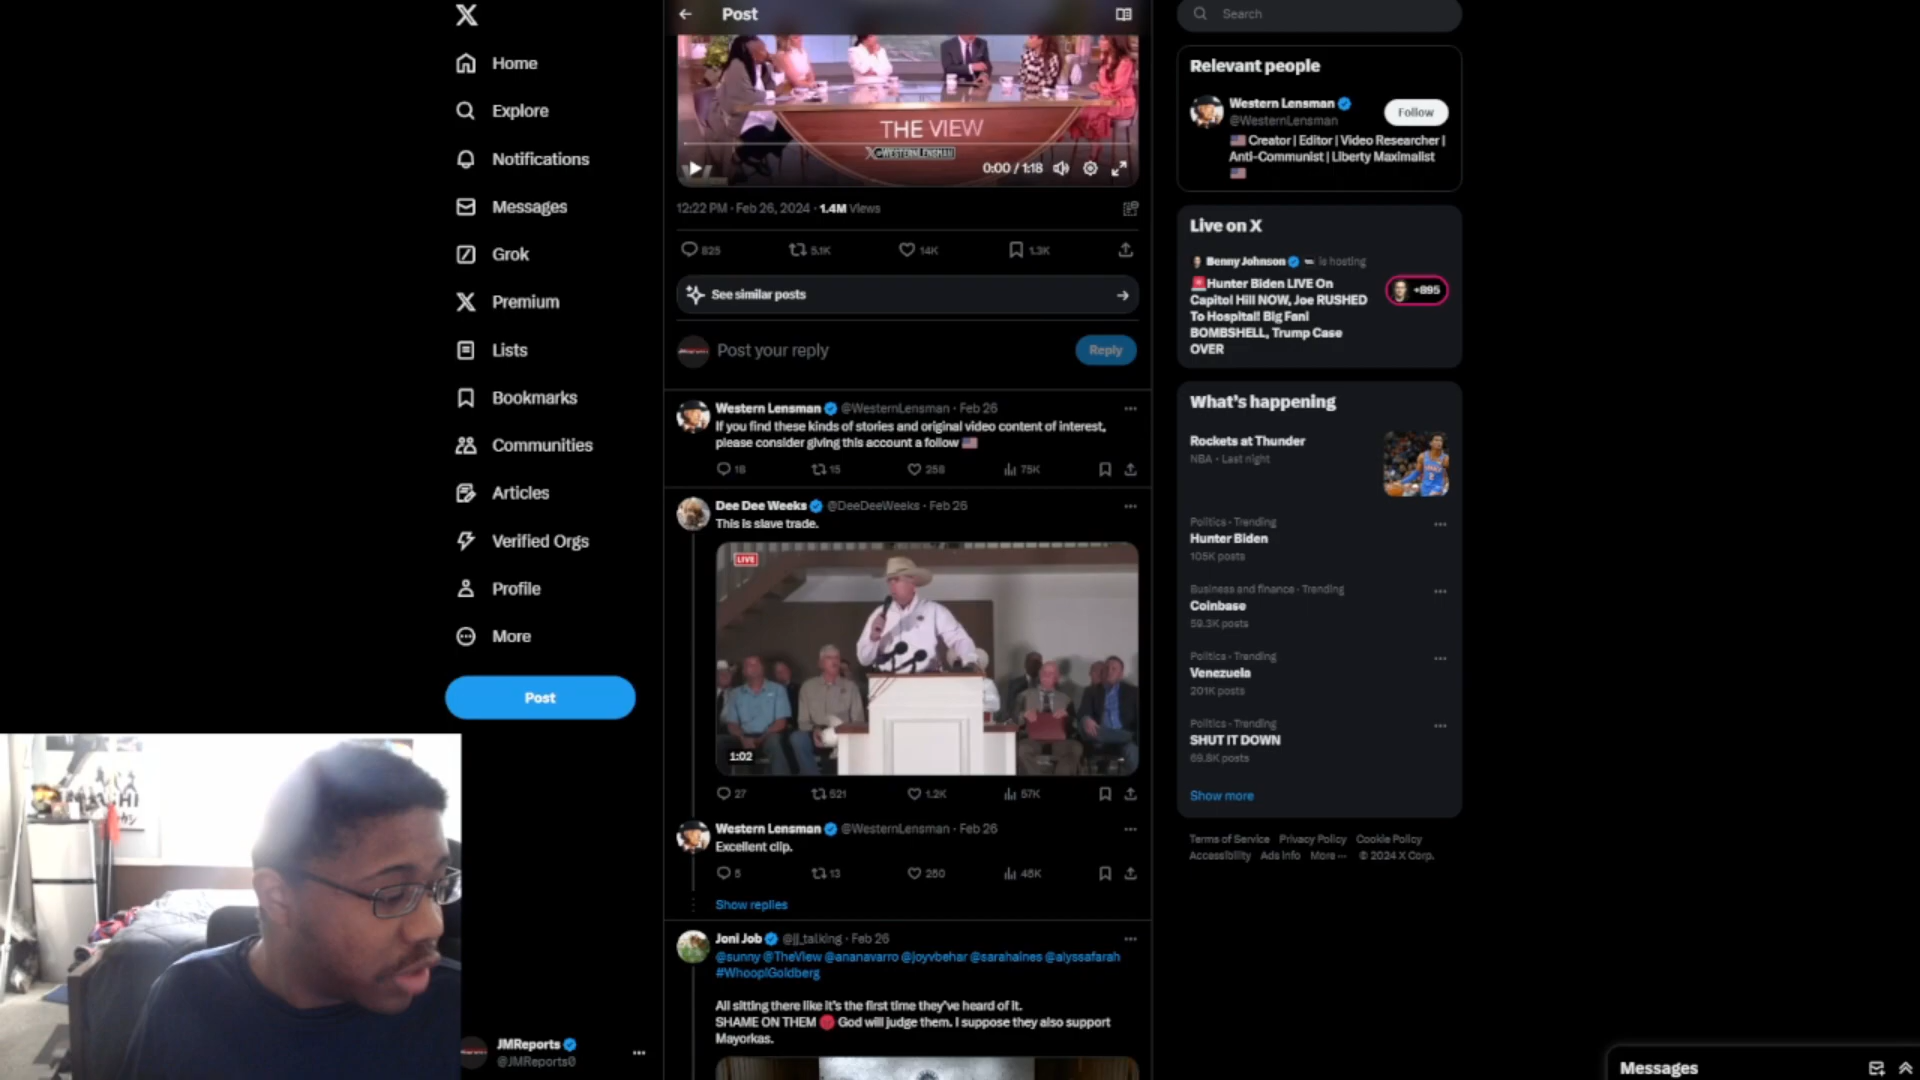 Home
Explore
Notifications
Messages
Grok
Premium
Lists
Bookmarks
Communities
Articles
Verified Orgs
Profile
More
Post
JMReports
@JMReports0
Post
THE VIEW
X@WESTERNLENSMAN
0:00 / 1:18
12:22 PM · Feb 26, 2024 · 1.4M Views
825 5.1K 14K 1.3K
See similar posts
Post your reply
Reply
Western Lensman @WesternLensman · Feb 26
If you find these kinds of stories and original video content of interest,
please consider giving this account a follow
18 15 258 75K
Dee Dee Weeks @DeeDeeWeeks · Feb 26
This is slave trade.
LIVE
1:02
27 521 1.2K 57K
Western Lensman @WesternLensman · Feb 26
Excellent clip.
5 13 250 46K
Show replies
Joni Job @jj_talking · Feb 26
@sunny @TheView @ananavarro @joyvbehar @sarahaines @alyssafarah
#WhoopiGoldberg
All sitting there like it's the first time they've heard of it.
SHAME ON THEM God will judge them. I suppose they also support
Mayorkas.
Search
Relevant people
Western Lensman
@WesternLensman
Follow
Creator | Editor | Video Researcher |
Anti-Communist | Liberty Maximalist
Live on X
Benny Johnson is hosting
Hunter Biden LIVE On
Capitol Hill NOW, Joe RUSHED
To Hospital! Big Fani
BOMBSHELL, Trump Case
OVER
+895
What's happening
Rockets at Thunder
NBA · Last night
Politics · Trending
Hunter Biden
105K posts
Business and finance · Trending
Coinbase
59.3K posts
Politics · Trending
Venezuela
201K posts
Politics · Trending
SHUT IT DOWN
69.8K posts
Show more
Terms of Service Privacy Policy Cookie Policy
Accessibility Ads info More ··· © 2024 X Corp.
Messages